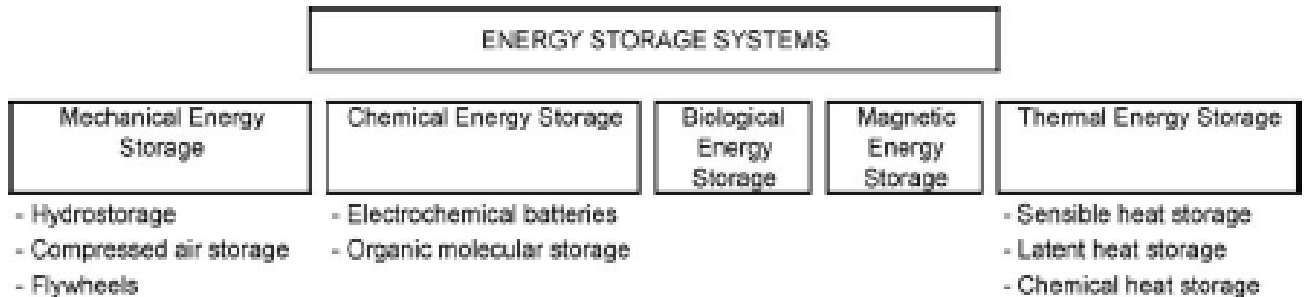 ENERGY STORAGE SYSTEMS
Mechanical Energy
Storage
Chemical Energy Storage
Biological
Energy
Storage
Magnetic
Energy
Storage
Thermal Energy Storage
- Hydrostorage
- Compressed air storage
- Flywheels
- Electrochemical batteries
- Organic molecular storage
- Sensible heat storage
- Latent heat storage
- Chemical heat storage